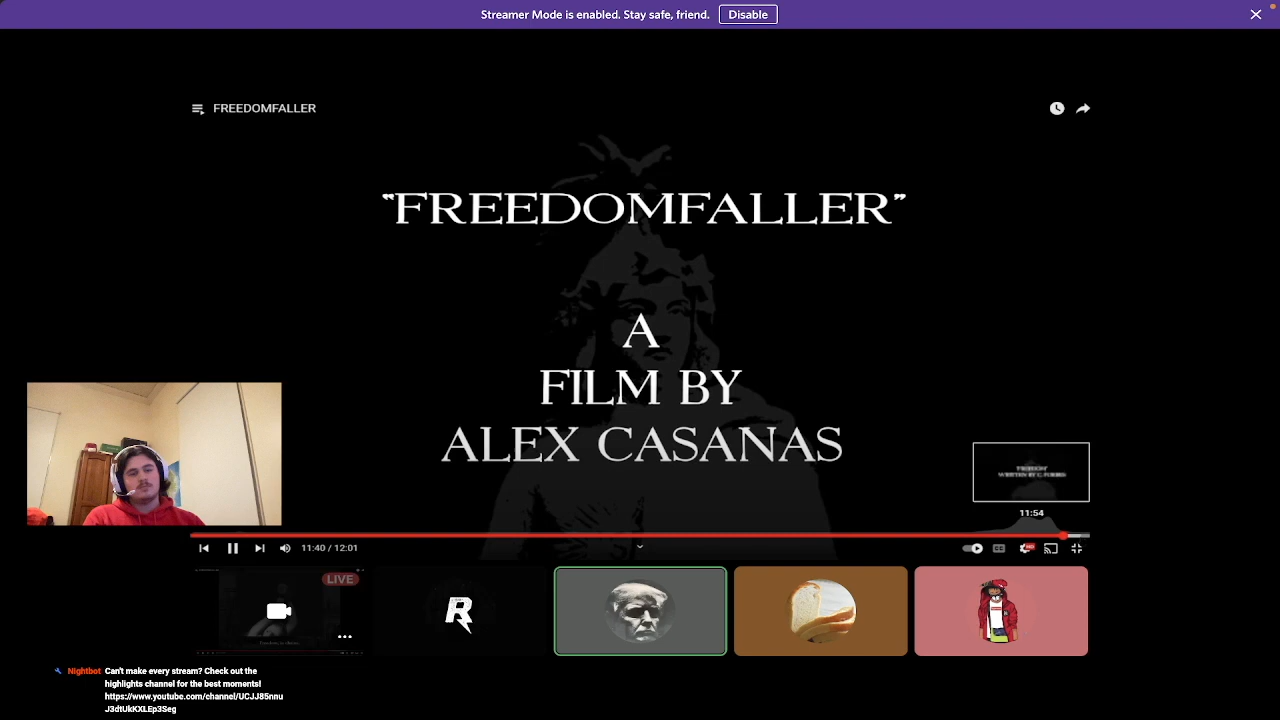 Streamer Mode is enabled. Stay safe, friend. Disable
FREEDOMFALLER
"FREEDOMFALLER"
A
FILM BY
ALEX CASANAS
11:54
11:40 / 12:01
LIVE
R
Nightbot Can't make every stream? Check out the
highlights channel for the best moments!
https://www.youtube.com/channel/UCJJ85nnu
J3dtUkKXLEp3Seg